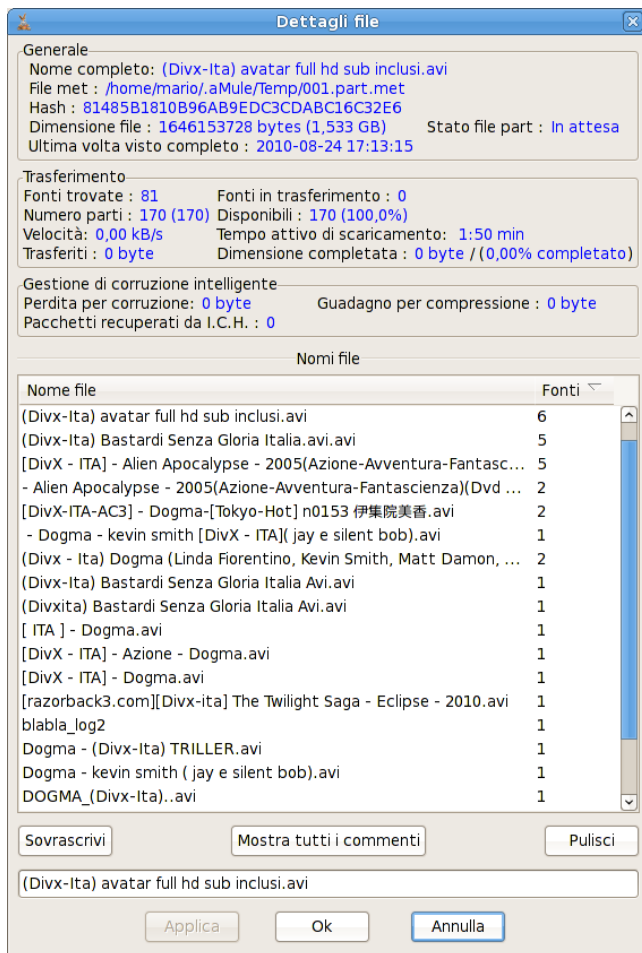 Dettagli file
Generale
Nome completo: (Divx-Ita) avatar full hd sub inclusi.avi
File met : /home/mario/.aMule/Temp/001.part.met
Hash : 81485B1810B96AB9EDC3CDABC16C32E6
Dimensione file : 1646153728 bytes (1,533 GB) Stato file part : In attesa
Ultima volta visto completo : 2010-08-24 17:13:15
Trasferimento
Fonti trovate : 81 Fonti in trasferimento : 0
Numero parti : 170 (170) Disponibili : 170 (100,0%)
Velocità: 0,00 kB/s Tempo attivo di scaricamento: 1:50 min
Trasferiti : 0 byte Dimensione completata : 0 byte / (0,00% completato)
Gestione di corruzione intelligente
Perdita per corruzione: 0 byte Guadagno per compressione : 0 byte
Pacchetti recuperati da I.C.H. : 0
Nomi file
Nome file Fonti
(Divx-Ita) avatar full hd sub inclusi.avi 6
(Divx-Ita) Bastardi Senza Gloria Italia.avi.avi 5
[DivX - ITA] - Alien Apocalypse - 2005(Azione-Avventura-Fantasc... 5
- Alien Apocalypse - 2005(Azione-Avventura-Fantascienza)(Dvd ... 2
[DivX-ITA-AC3] - Dogma-[Tokyo-Hot] n0153 伊集院美香.avi 2
- Dogma - kevin smith [DivX - ITA]( jay e silent bob).avi 1
(Divx - Ita) Dogma (Linda Fiorentino, Kevin Smith, Matt Damon, ... 2
(Divx-Ita) Bastardi Senza Gloria Italia Avi.avi 1
(Divxita) Bastardi Senza Gloria Italia Avi.avi 1
[ ITA ] - Dogma.avi 1
[DivX - ITA] - Azione - Dogma.avi 1
[DivX - ITA] - Dogma.avi 1
[razorback3.com][Divx-ita] The Twilight Saga - Eclipse - 2010.avi 1
blabla_log2 1
Dogma - (Divx-Ita) TRILLER.avi 1
Dogma - kevin smith ( jay e silent bob).avi 1
DOGMA_(Divx-Ita)..avi 1
Sovrascrivi Mostra tutti i commenti Pulisci
(Divx-Ita) avatar full hd sub inclusi.avi
Applica Ok Annulla